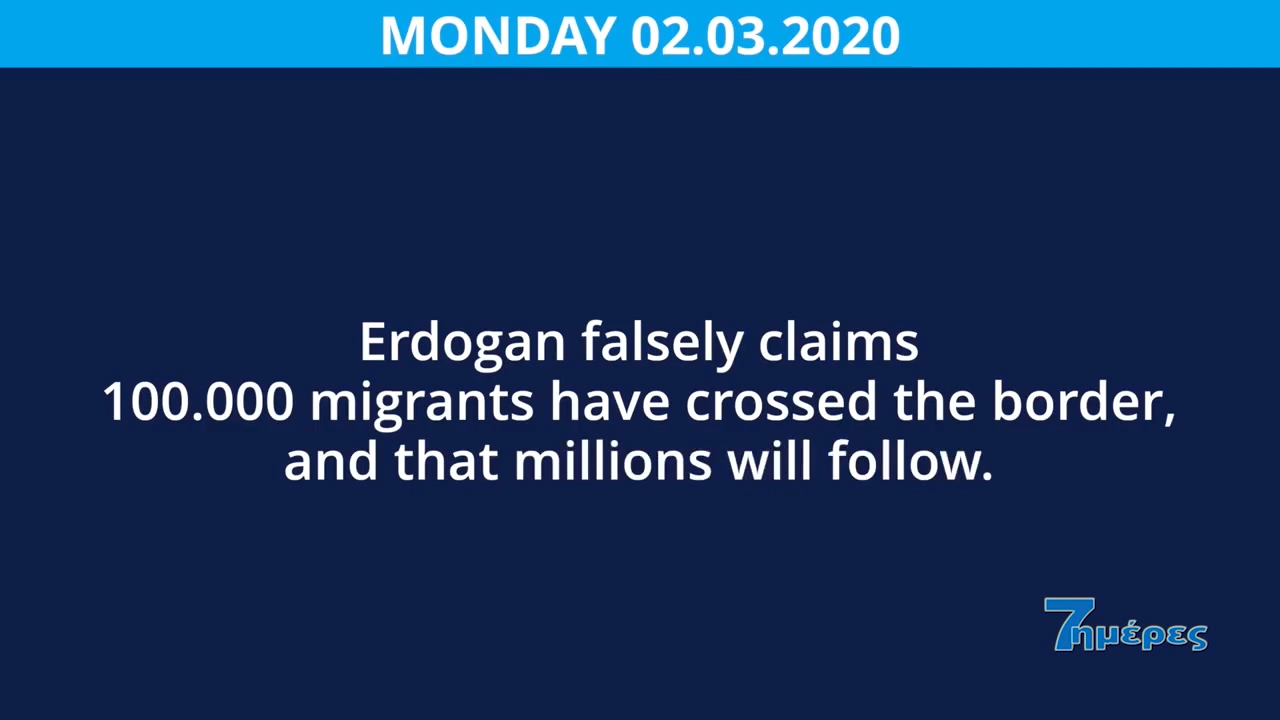 MONDAY 02.03.2020
Erdogan falsely claims
100.000 migrants have crossed the border,
and that millions will follow.
7ημέρες